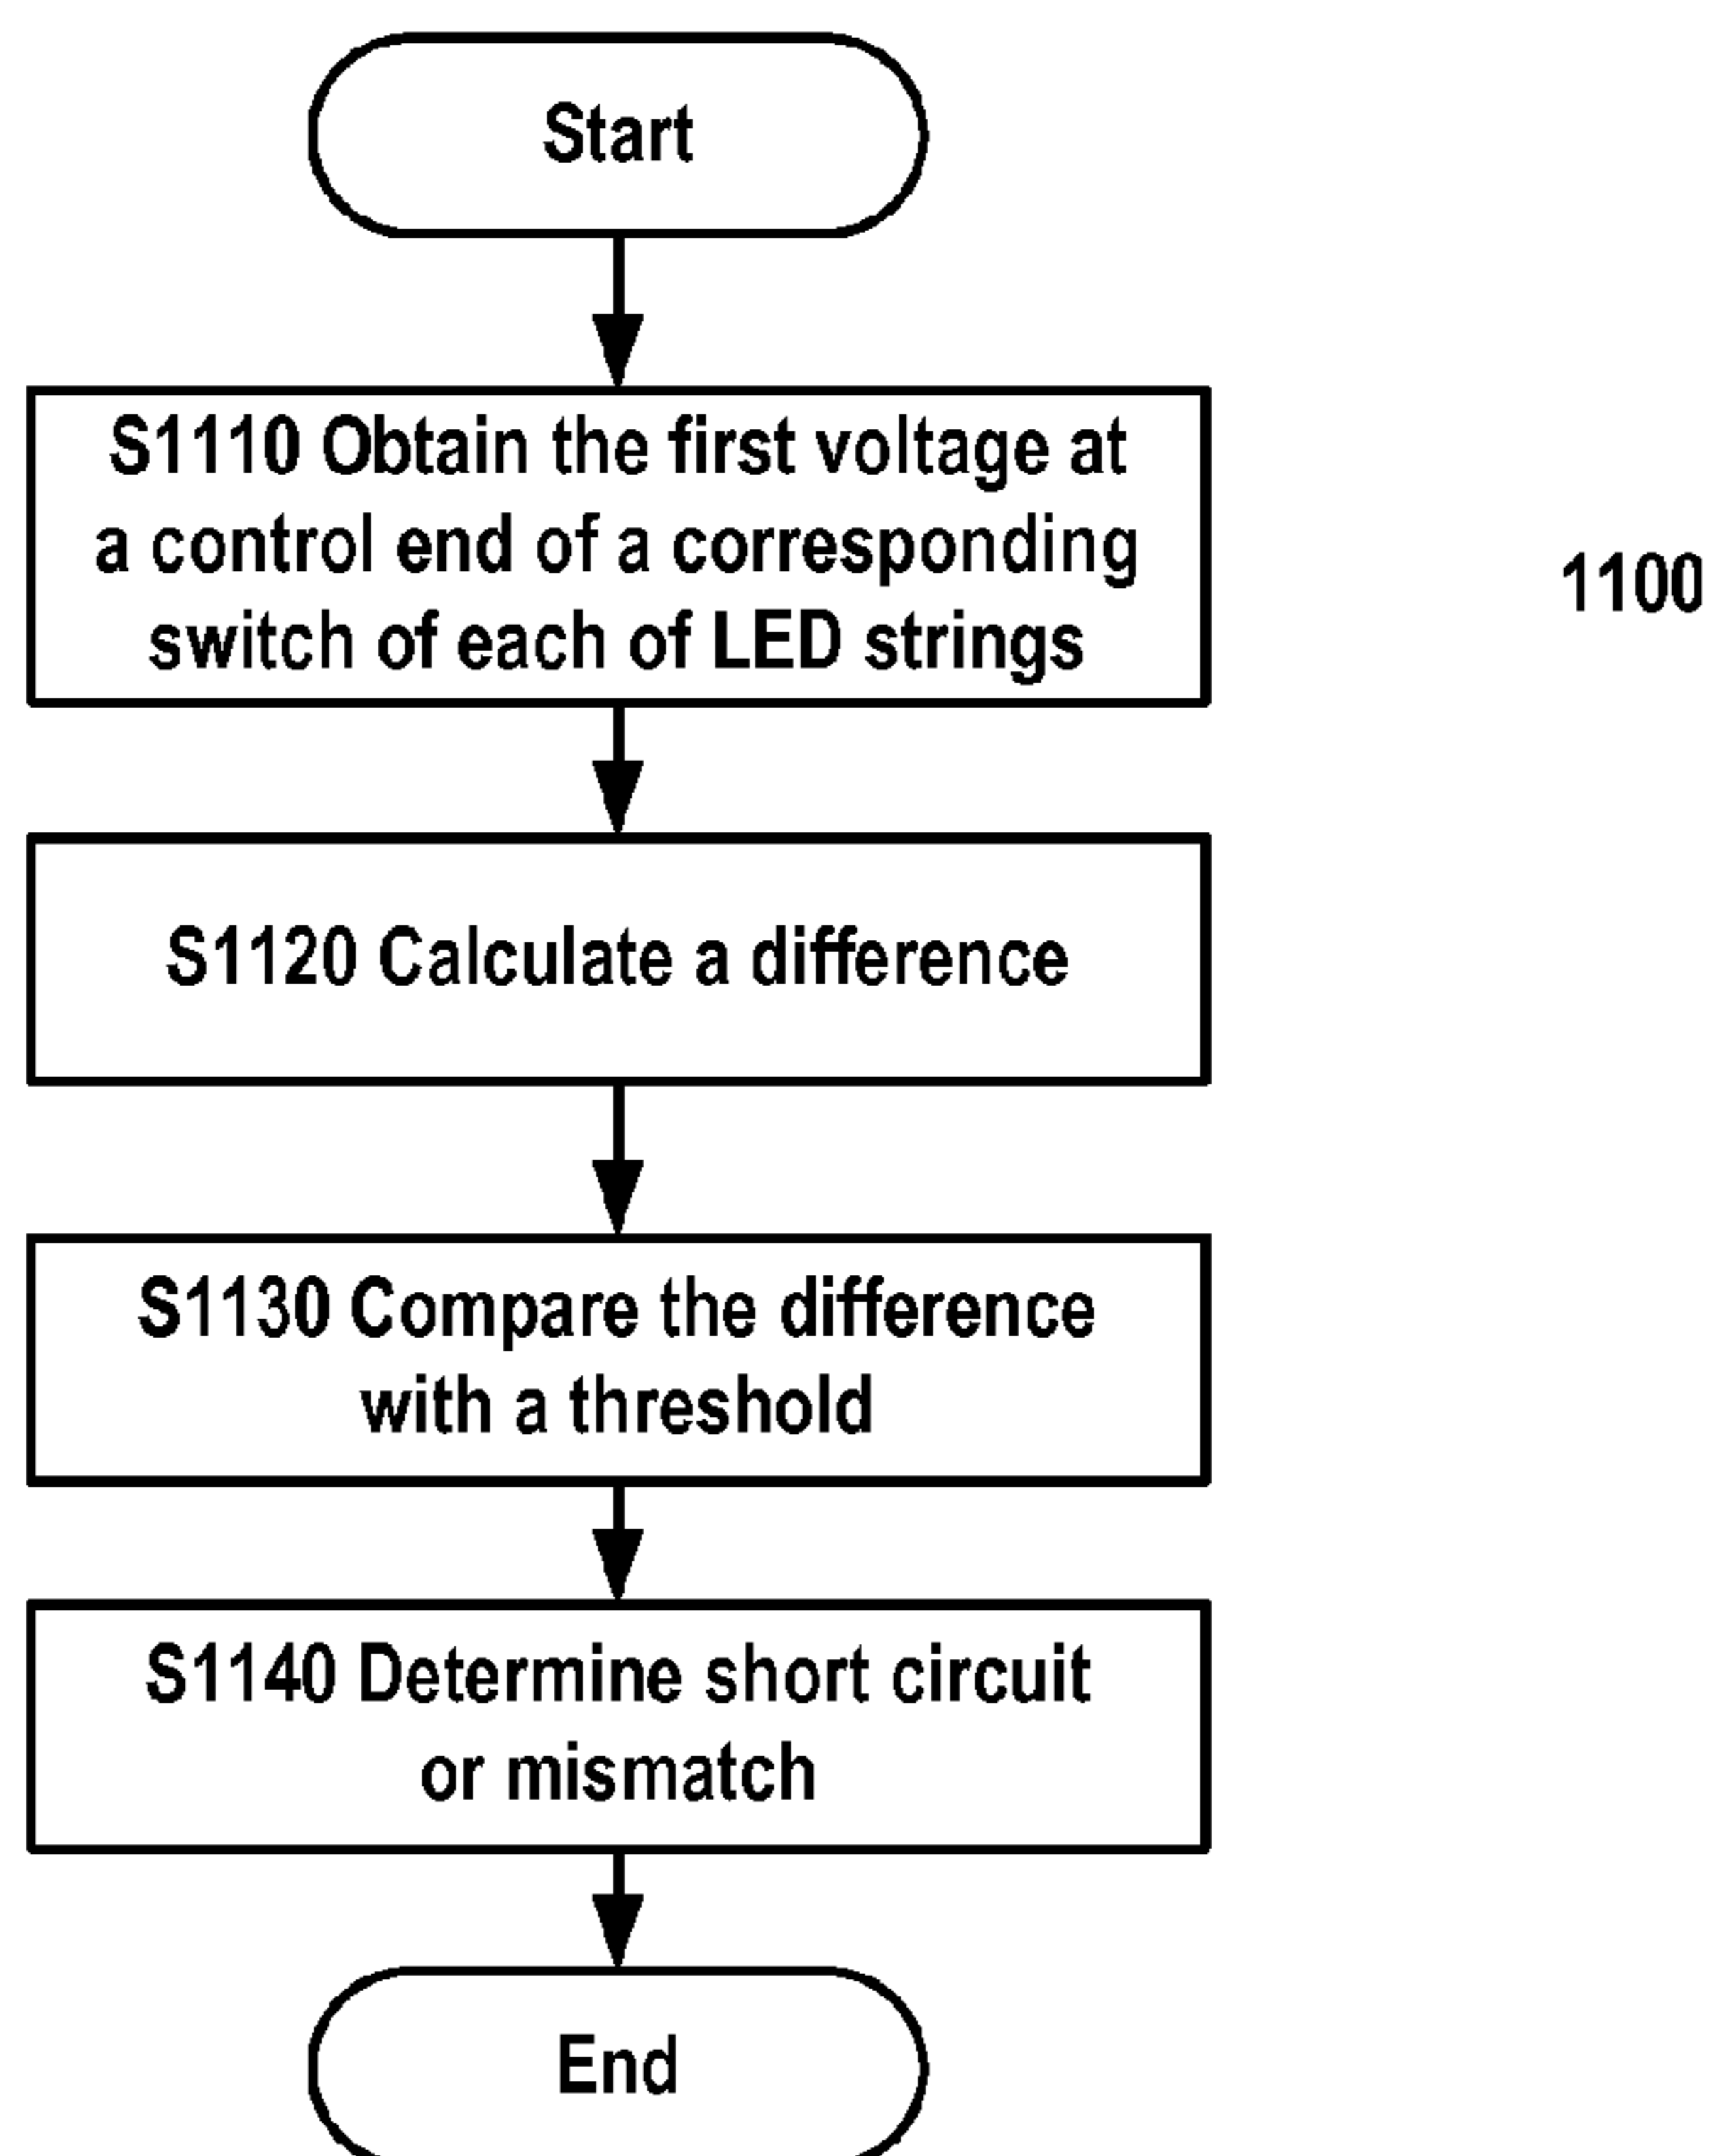 Start
S1110 Obtain the first voltage at
a control end of a corresponding
switch of each of LED strings
1100
S1120 Calculate a difference
S1130 Compare the difference
with a threshold
S1140 Determine short circuit
or mismatch
End